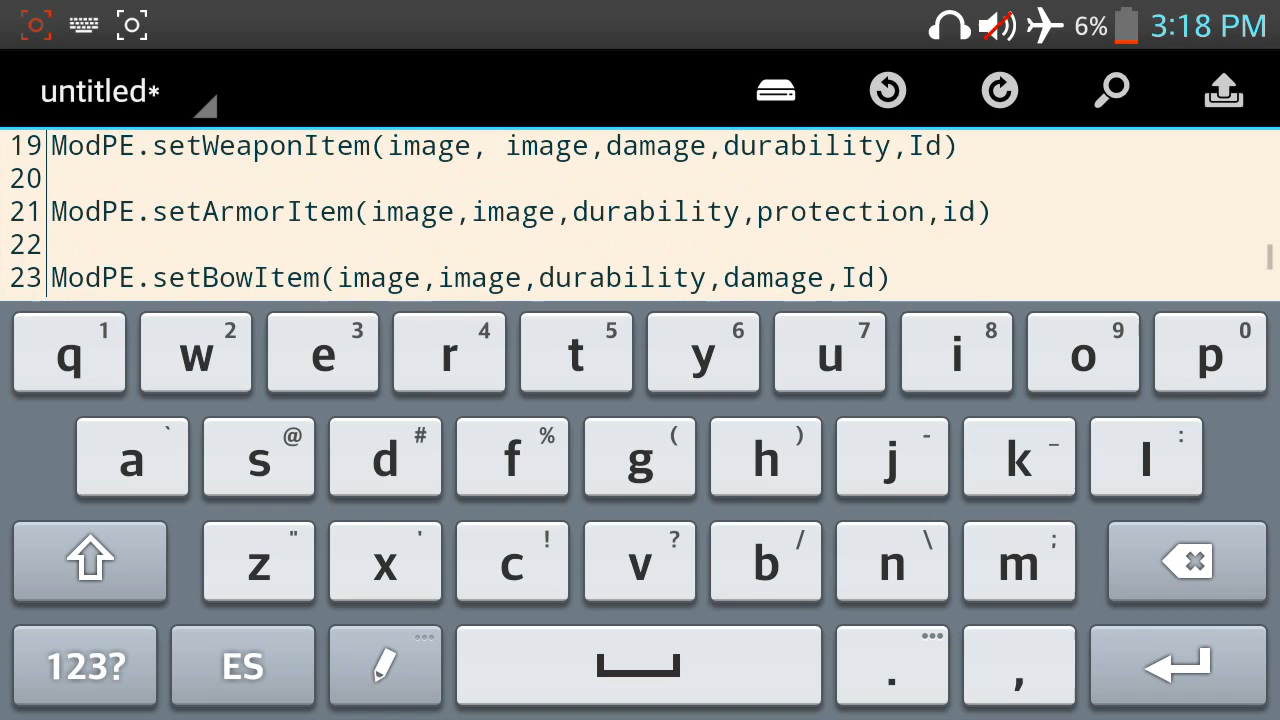 6% 3:18 PM
untitled*
19 ModPE.setWeaponItem(image, image,damage,durability,Id)
20
21 ModPE.setArmorItem(image,image,durability,protection,id)
22
23 ModPE.setBowItem(image,image,durability,damage,Id)
q 1 w 2 e 3 r 4 t 5 y 6 u 7 i 8 o 9 p 0
a ` s @ d # f % g ( h ) j - k _ l :
z " x ' c ! v ? b / n \ m ;
123? ES . ,